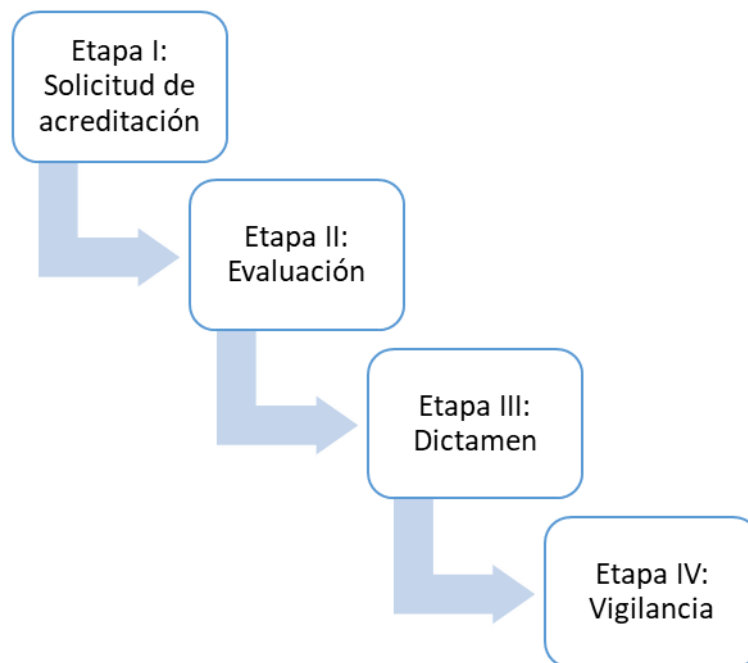 Etapa I:
Solicitud de
acreditación
Etapa II:
Evaluación
Etapa III:
Dictamen
Etapa IV:
Vigilancia